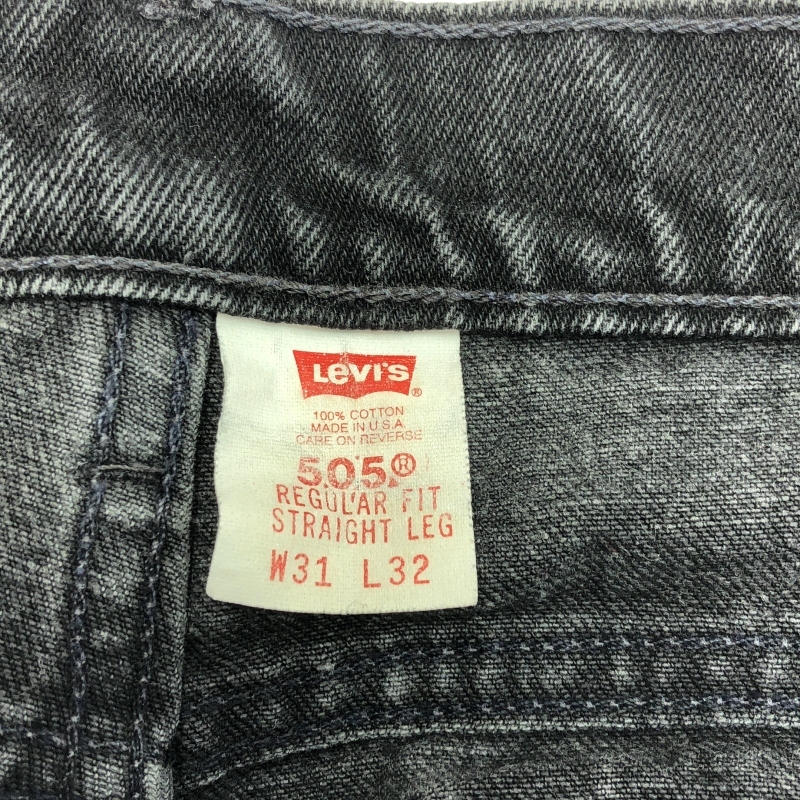 Levi's®
100% COTTON
MADE IN U.S.A.
CARE ON REVERSE
505®
REGULAR FIT
STRAIGHT LEG
W31 L32